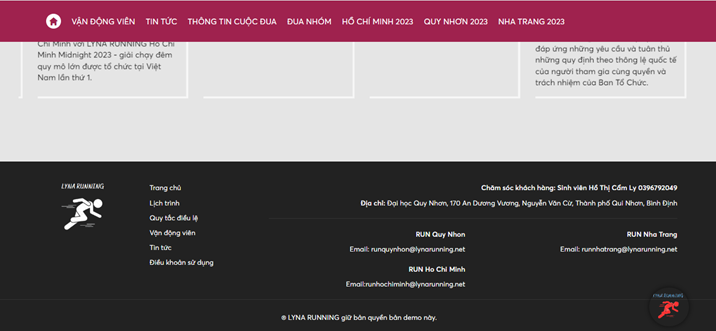 VẬN ĐỘNG VIÊN TIN TỨC THÔNG TIN CUỘC ĐUA ĐUA NHÓM HỒ CHÍ MINH 2023 QUY NHƠN 2023 NHA TRANG 2023
Chí Minh với LYNA RUNNING Hồ Chí
Minh Midnight 2023 - giải chạy đêm
quy mô lớn được tổ chức tại Việt
Nam lần thứ 1.
đáp ứng những yêu cầu và tuân thủ
những quy định theo thông lệ quốc tế
của người tham gia cùng quyền và
trách nhiệm của Ban Tổ Chức.
LYNA RUNNING
Trang chủ
Lịch trình
Quy tắc điều lệ
Vận động viên
Tin tức
Điều khoản sử dụng
Chăm sóc khách hàng: Sinh viên Hồ Thị Cẩm Ly 0396792049
Địa chỉ: Đại học Quy Nhơn, 170 An Dương Vương, Nguyễn Văn Cừ, Thành phố Qui Nhơn, Bình Định
RUN Quy Nhon
Email: runquynhon@lynarunning.net
RUN Nha Trang
Email: runnhatrang@lynarunning.net
RUN Ho Chi Minh
Email:runhochiminh@lynarunning.net
LYNA RUNNING
® LYNA RUNNING giữ bản quyền bản demo này.